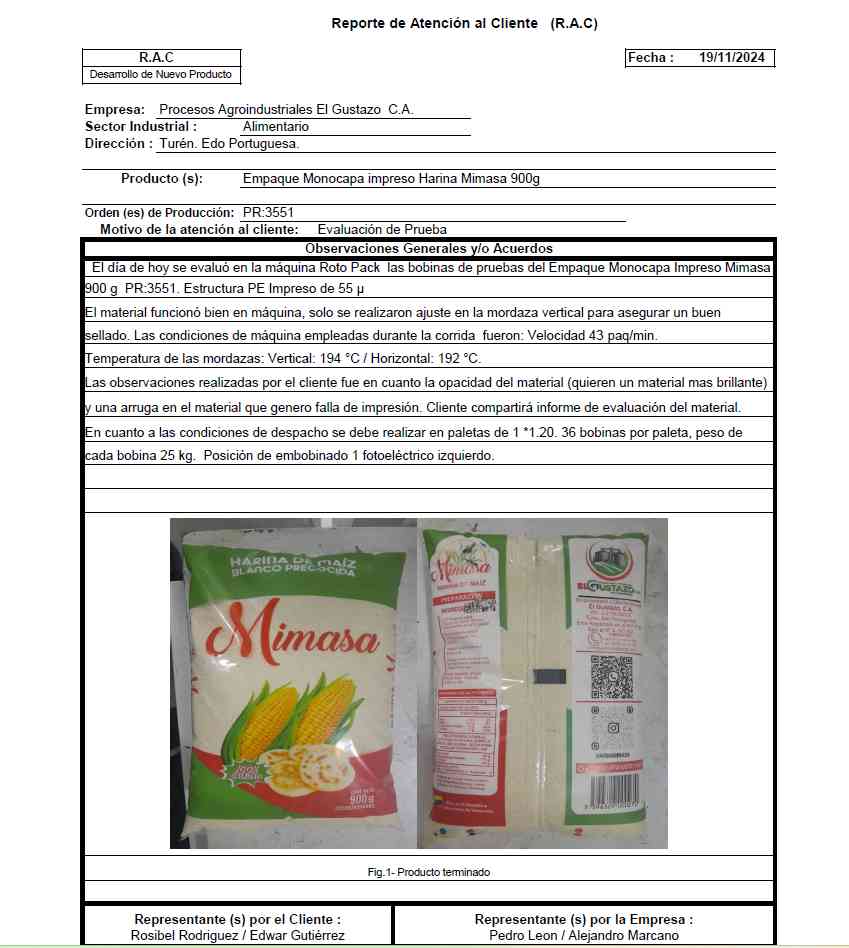 Reporte de Atención al Cliente (R.A.C)
R.A.C
Desarrollo de Nuevo Producto
Fecha : 19/11/2024
Empresa: Procesos Agroindustriales El Gustazo C.A.
Sector Industrial : Alimentario
Dirección : Turén. Edo Portuguesa.
Producto (s): Empaque Monocapa impreso Harina Mimasa 900g
Orden (es) de Producción: PR:3551
Motivo de la atención al cliente: Evaluación de Prueba
Observaciones Generales y/o Acuerdos
El día de hoy se evaluó en la máquina Roto Pack las bobinas de pruebas del Empaque Monocapa Impreso Mimasa
900 g PR:3551. Estructura PE Impreso de 55 µ
El material funcionó bien en máquina, solo se realizaron ajuste en la mordaza vertical para asegurar un buen
sellado. Las condiciones de máquina empleadas durante la corrida fueron: Velocidad 43 paq/min.
Temperatura de las mordazas: Vertical: 194 °C / Horizontal: 192 °C.
Las observaciones realizadas por el cliente fue en cuanto la opacidad del material (quieren un material mas brillante)
y una arruga en el material que genero falla de impresión. Cliente compartirá informe de evaluación del material.
En cuanto a las condiciones de despacho se debe realizar en paletas de 1 *1.20. 36 bobinas por paleta, peso de
cada bobina 25 kg. Posición de embobinado 1 fotoeléctrico izquierdo.
HARINA DE MAÍZ
BLANCO PRECOCIDA
Mimasa
900g
Mimasa
HARINA DE MAÍZ
PREPARACIÓN
EL GUSTAZO
El Gustazo, C.A.
Fig.1- Producto terminado
Representante (s) por el Cliente :
Rosibel Rodriguez / Edwar Gutiérrez
Representante (s) por la Empresa :
Pedro Leon / Alejandro Marcano